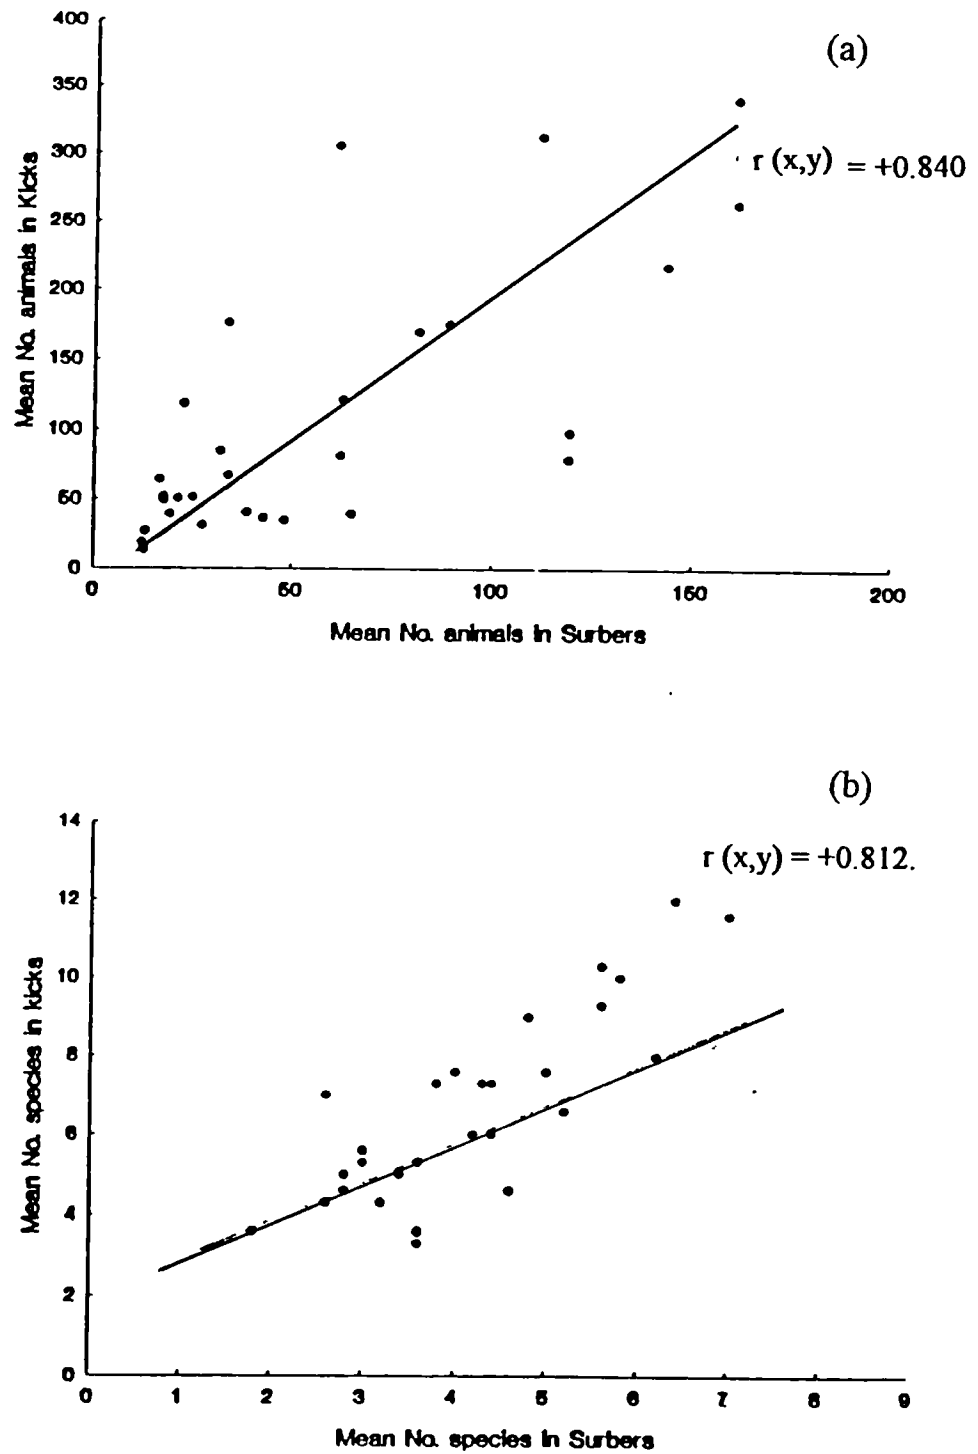 (a)
400
350
300
250
200
150
100
50
0
Mean No. animals in Kicks
r (x,y) = +0.840
0 50 100 150 200
Mean No. animals in Surbers
(b)
r (x,y) = +0.812.
14
12
10
8
6
4
2
0
Mean No. species in kicks
0 1 2 3 4 5 6 7 8 9
Mean No. species in Surbers